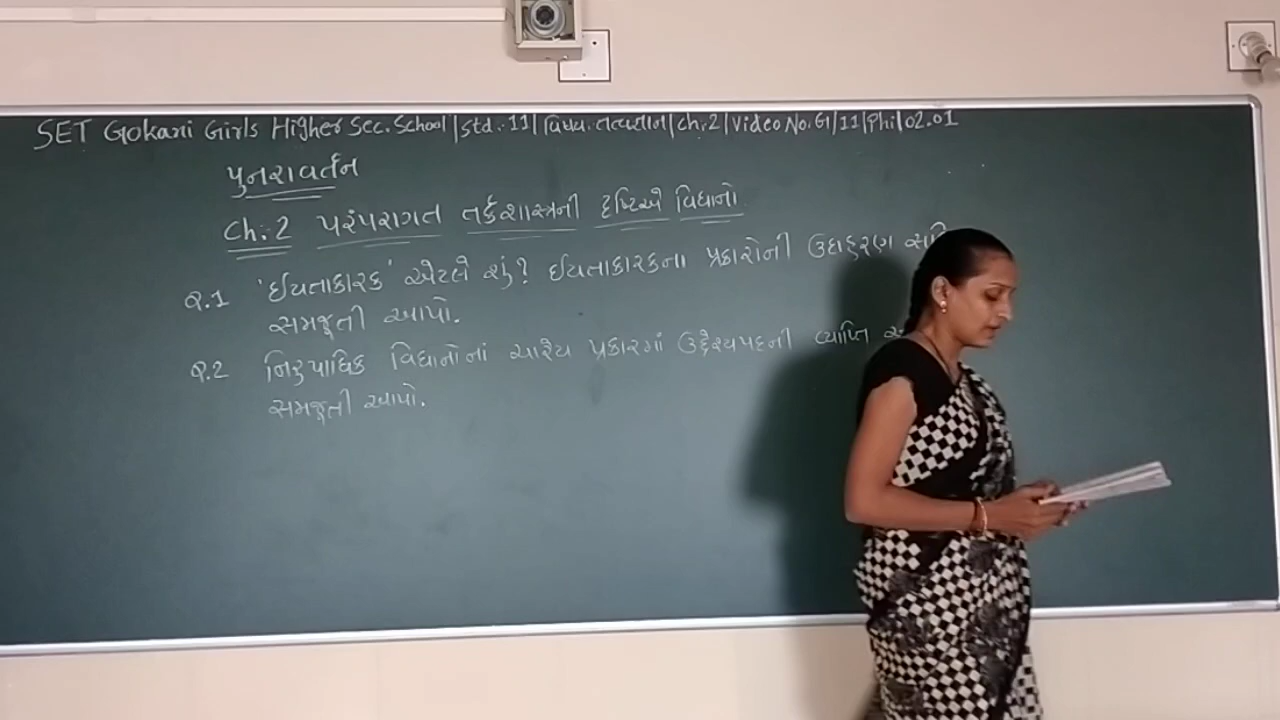 SET Gokani Girls Higher Sec. School | Std.:11 | વિષય: તત્વજ્ઞાન | Ch:2 | Video No. G/11/Phi/02.01
પુનરાવર્તન
Ch:2 પરંપરાગત તર્કશાસ્ત્રની દૃષ્ટિએ વિધાનો
Q.1 'ઈયતાકારક' એટલે શું? ઈયતાકારકના પ્રકારોની ઉદાહરણ
સમજૂતી આપો.
Q.2 નિરુપાધિક વિધાનોનાં ચારેય પ્રકારમાં ઉદ્દેશ્યપદની વ્યાપ્તિ
સમજૂતી આપો.